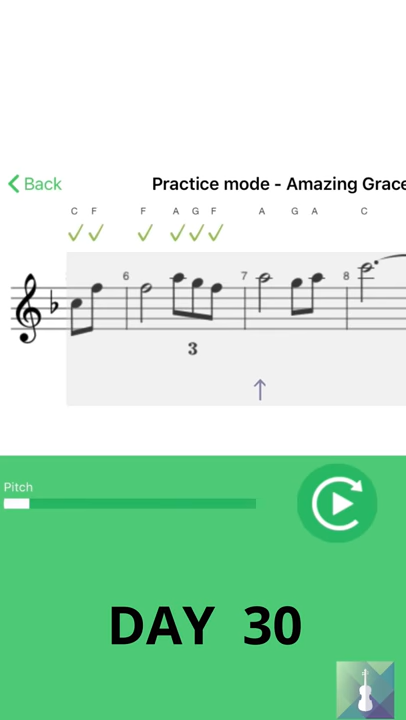 Back
Practice mode - Amazing Grace
C F F A G F A G A C
6 7 8
3
Pitch
DAY 30